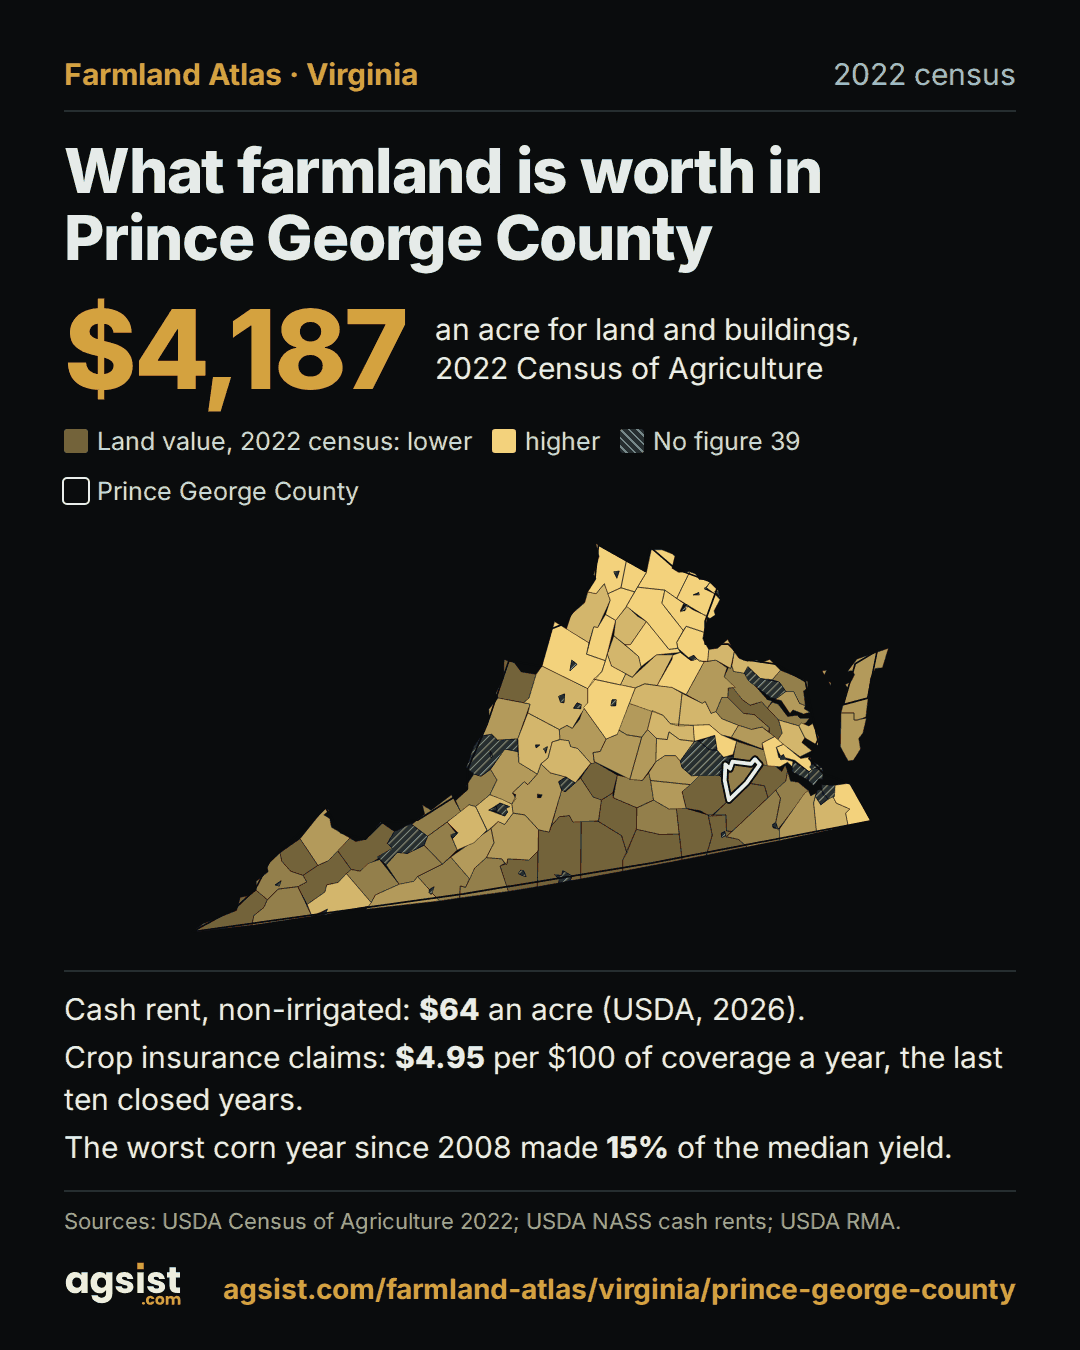 Farmland Atlas · Virginia
2022 census
What farmland is worth in
Prince George County
$4,187
an acre for land and buildings,
2022 Census of Agriculture
Land value, 2022 census: lower
higher
No figure 39
Prince George County
Cash rent, non-irrigated: $64 an acre (USDA, 2026).
Crop insurance claims: $4.95 per $100 of coverage a year, the last
ten closed years.
The worst corn year since 2008 made 15% of the median yield.
Sources: USDA Census of Agriculture 2022; USDA NASS cash rents; USDA RMA.
agsist
.com
agsist.com/farmland-atlas/virginia/prince-george-county